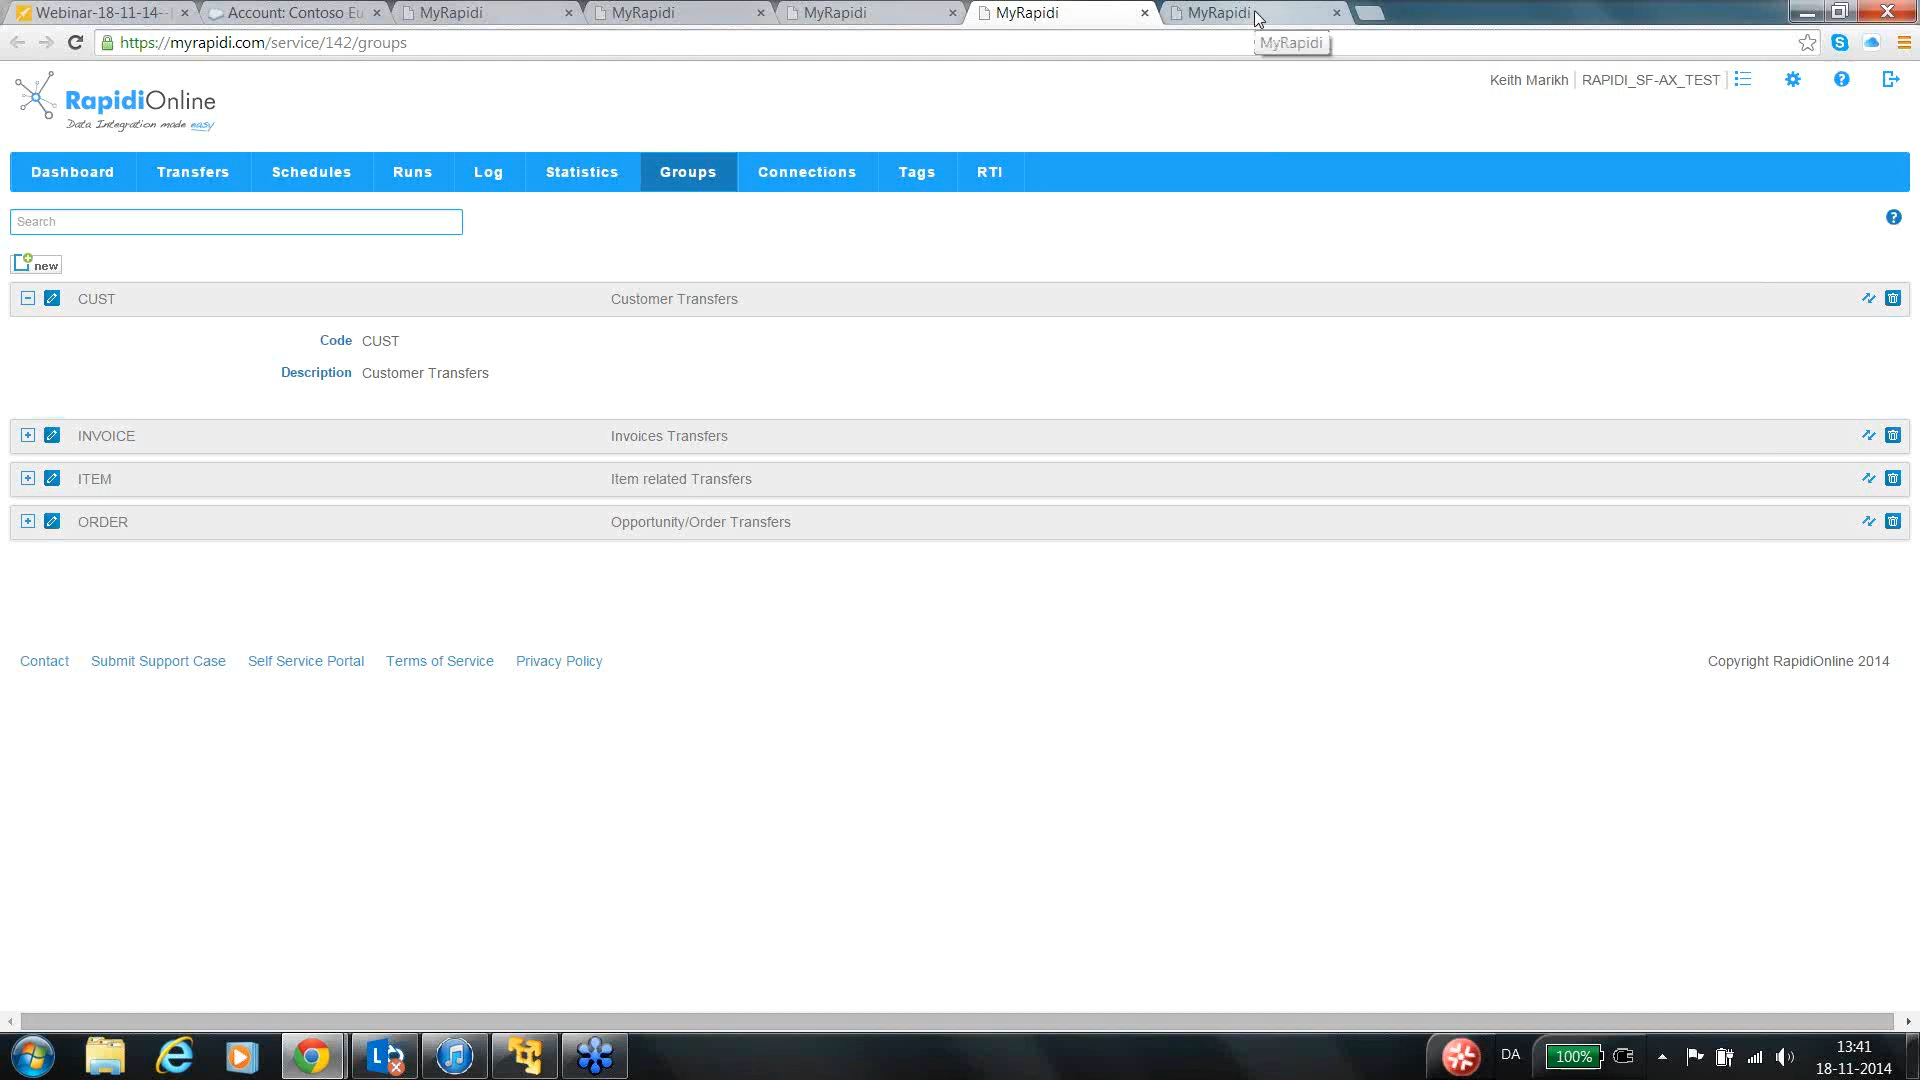 Webinar-18-11-14-- Account: Contoso Eu MyRapidi MyRapidi MyRapidi MyRapidi MyRapidi
https://myrapidi.com/service/142/groups
MyRapidi
RapidiOnline
Data Integration made easy
Keith Marikh RAPIDI_SF-AX_TEST
Dashboard Transfers Schedules Runs Log Statistics Groups Connections Tags RTI
Search
new
CUST Customer Transfers
Code CUST
Description Customer Transfers
INVOICE Invoices Transfers
ITEM Item related Transfers
ORDER Opportunity/Order Transfers
Contact Submit Support Case Self Service Portal Terms of Service Privacy Policy Copyright RapidiOnline 2014
DA 100% 13:41
18-11-2014